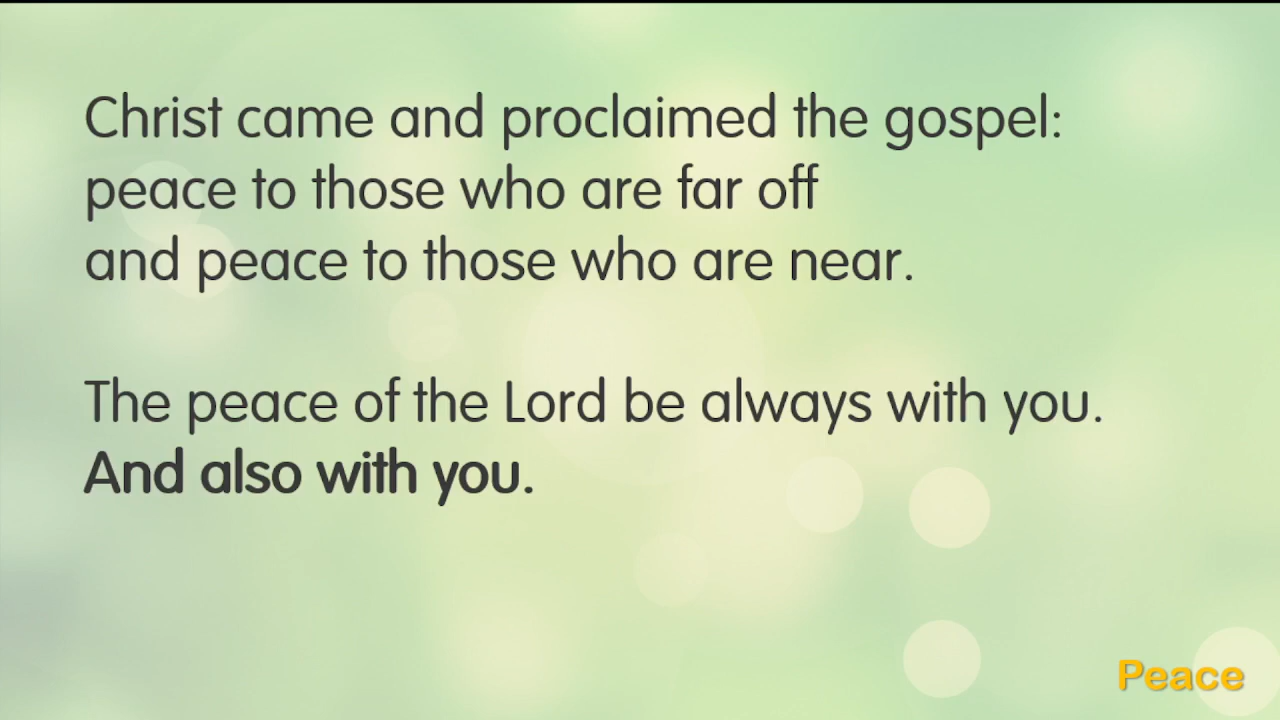 Christ came and proclaimed the gospel:
peace to those who are far off
and peace to those who are near.
The peace of the Lord be always with you.
And also with you.
Peace